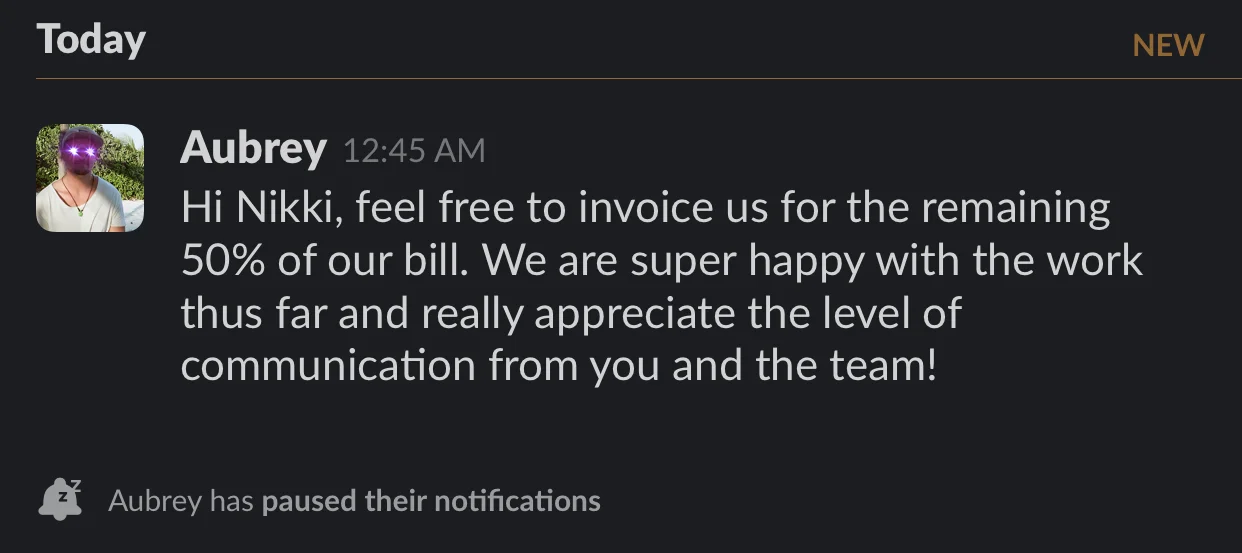 Today
NEW
Aubrey 12:45 AM
Hi Nikki, feel free to invoice us for the remaining
50% of our bill. We are super happy with the work
thus far and really appreciate the level of
communication from you and the team!
Aubrey has paused their notifications